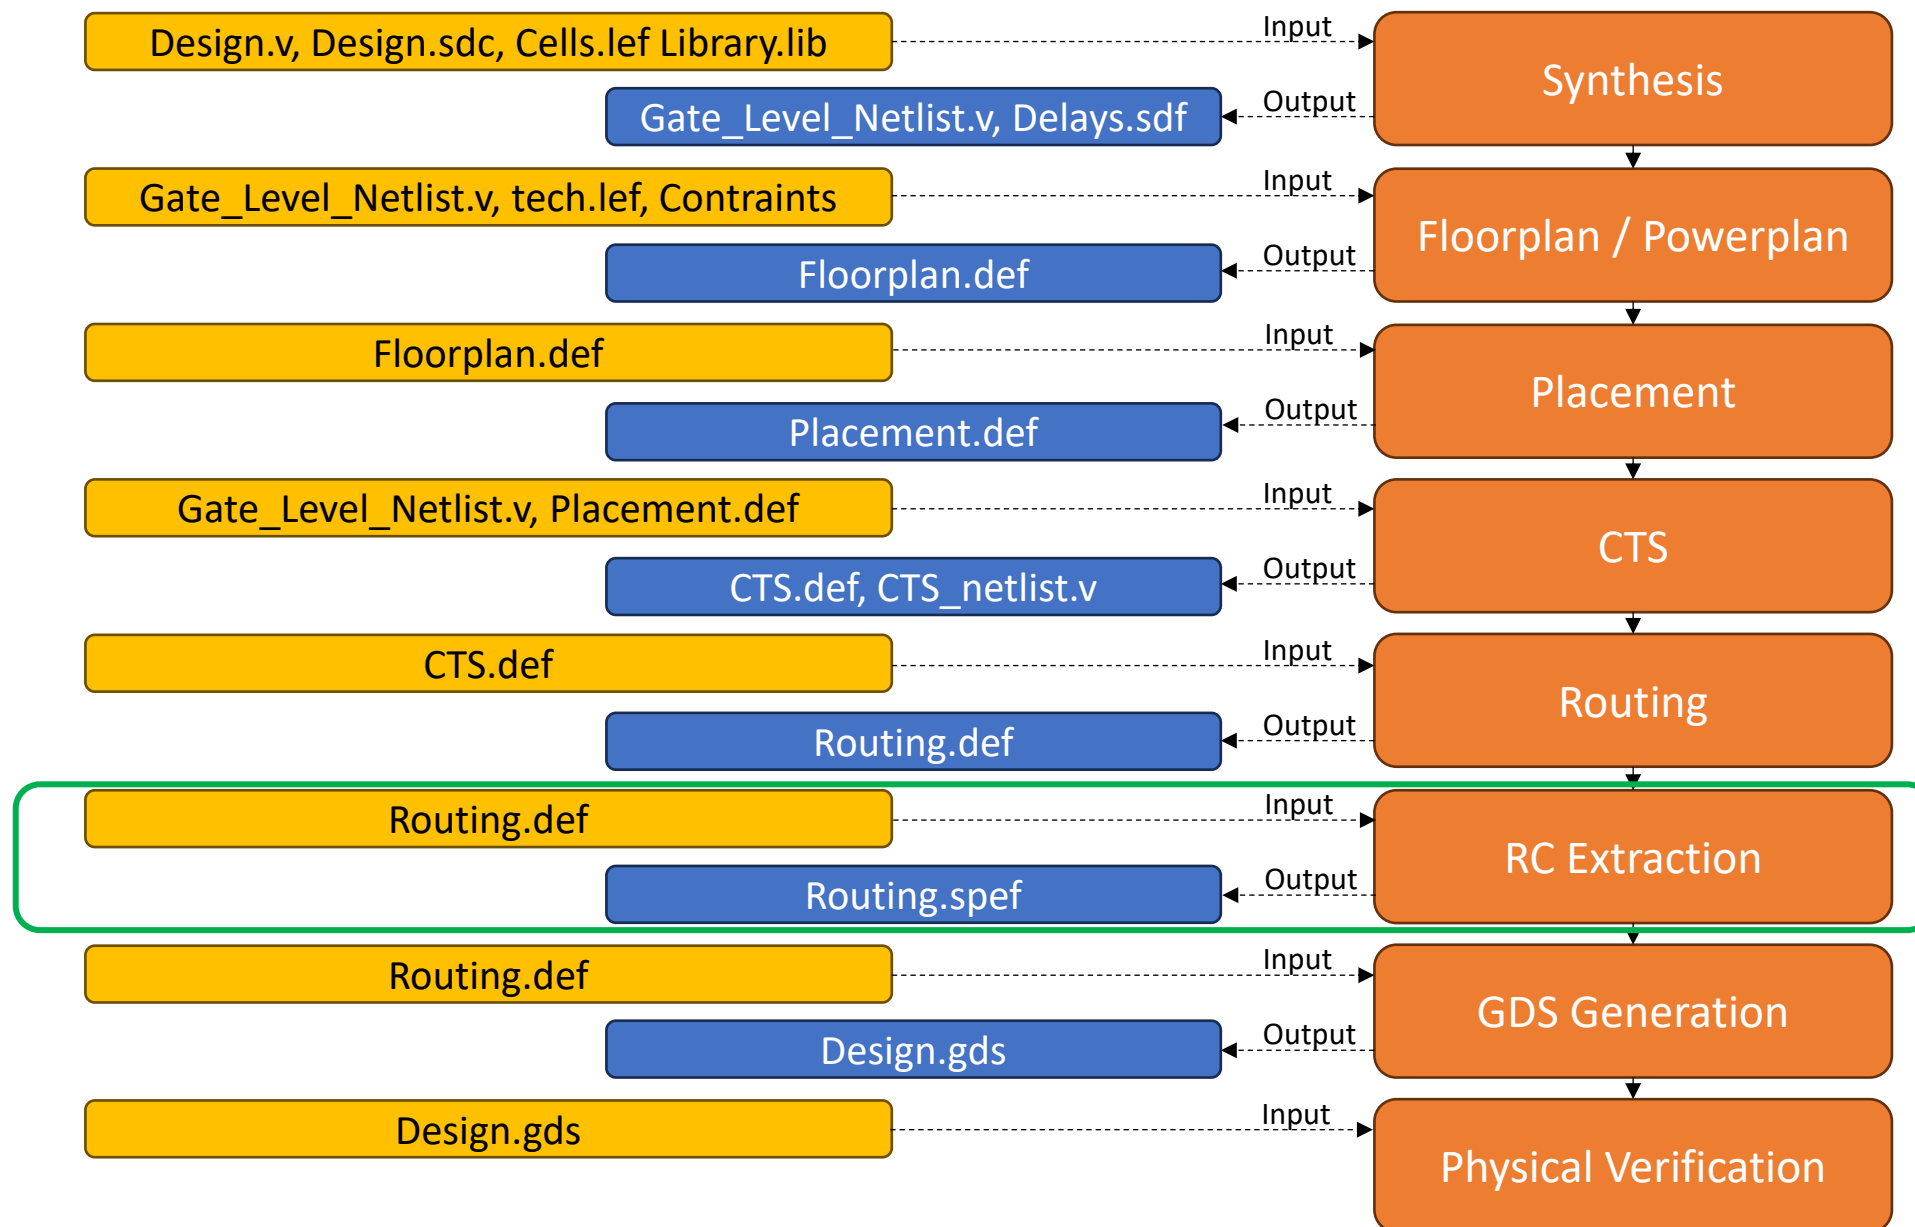 Design.v, Design.sdc, Cells.lef Library.lib
Input
Synthesis
Gate_Level_Netlist.v, Delays.sdf
Output
Gate_Level_Netlist.v, tech.lef, Contraints
Input
Floorplan / Powerplan
Floorplan.def
Output
Floorplan.def
Input
Placement
Placement.def
Output
Gate_Level_Netlist.v, Placement.def
Input
CTS
CTS.def, CTS_netlist.v
Output
CTS.def
Input
Routing
Routing.def
Output
Routing.def
Input
RC Extraction
Routing.spef
Output
Routing.def
Input
GDS Generation
Design.gds
Output
Design.gds
Input
Physical Verification